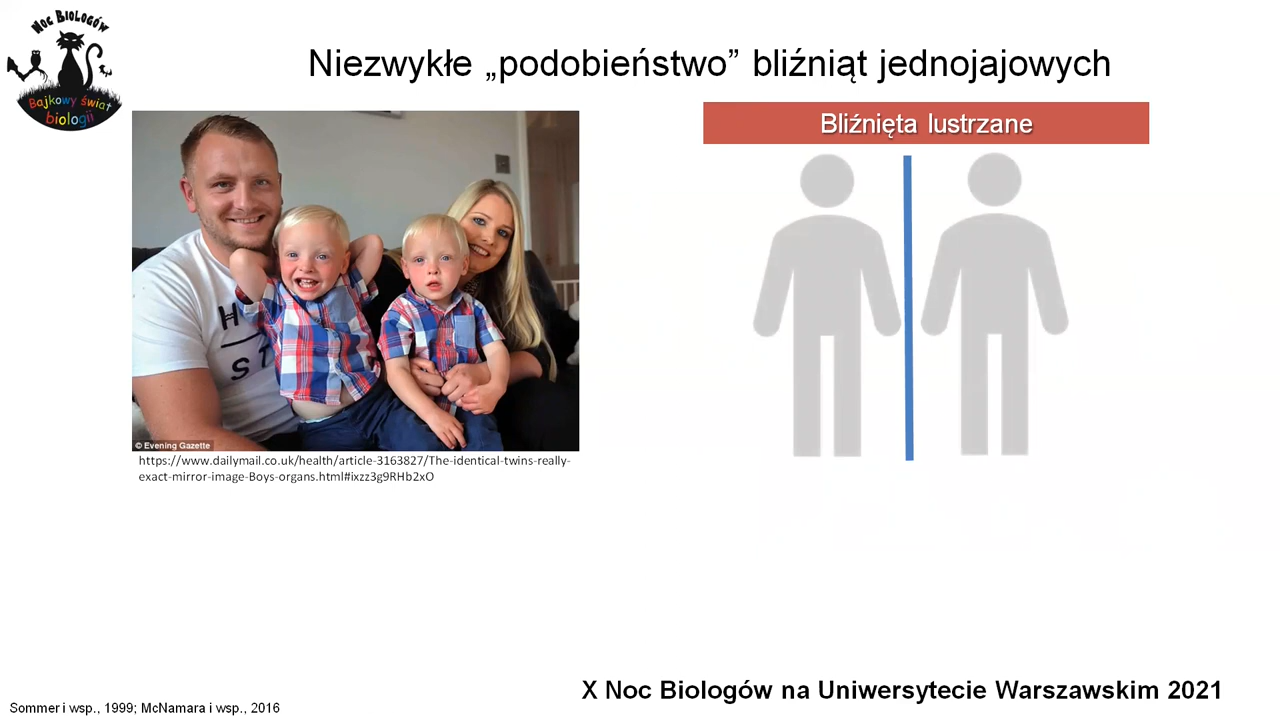 Noc Biologów
Bajkowy świat
biologii
Niezwykłe „podobieństwo” bliźniąt jednojajowych
Bliźnięta lustrzane
H
ST
© Evening Gazette
https://www.dailymail.co.uk/health/article-3163827/The-identical-twins-really-
exact-mirror-image-Boys-organs.html#ixzz3g9RHb2xO
X Noc Biologów na Uniwersytecie Warszawskim 2021
Sommer i wsp., 1999; McNamara i wsp., 2016